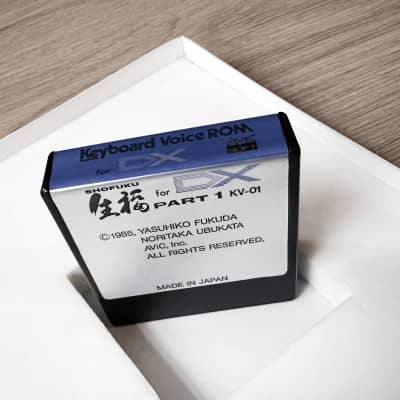 Keyboard Voice ROM
for DX
AVIC
SHOFUKU
生福 for DX
PART 1 KV-01
©1985, YASUHIKO FUKUDA
NORITAKA UBUKATA
AVIC, Inc.
ALL RIGHTS RESERVED.
MADE IN JAPAN